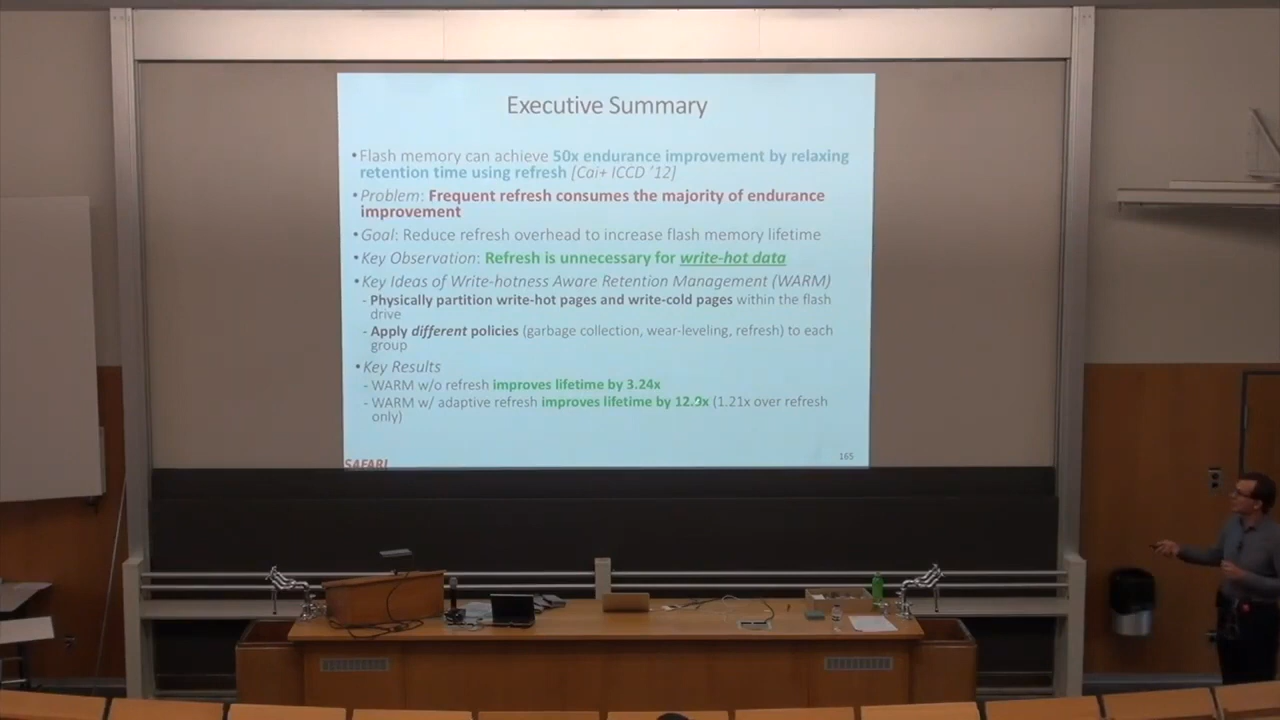 Executive Summary
•Flash memory can achieve 50x endurance improvement by relaxing
retention time using refresh [Cai+ ICCD '12]
•Problem: Frequent refresh consumes the majority of endurance
improvement
•Goal: Reduce refresh overhead to increase flash memory lifetime
•Key Observation: Refresh is unnecessary for write-hot data
•Key Ideas of Write-hotness Aware Retention Management (WARM)
- Physically partition write-hot pages and write-cold pages within the flash
drive
- Apply different policies (garbage collection, wear-leveling, refresh) to each
group
•Key Results
- WARM w/o refresh improves lifetime by 3.24x
- WARM w/ adaptive refresh improves lifetime by 12.9x (1.21x over refresh
only)
SAFARI
165